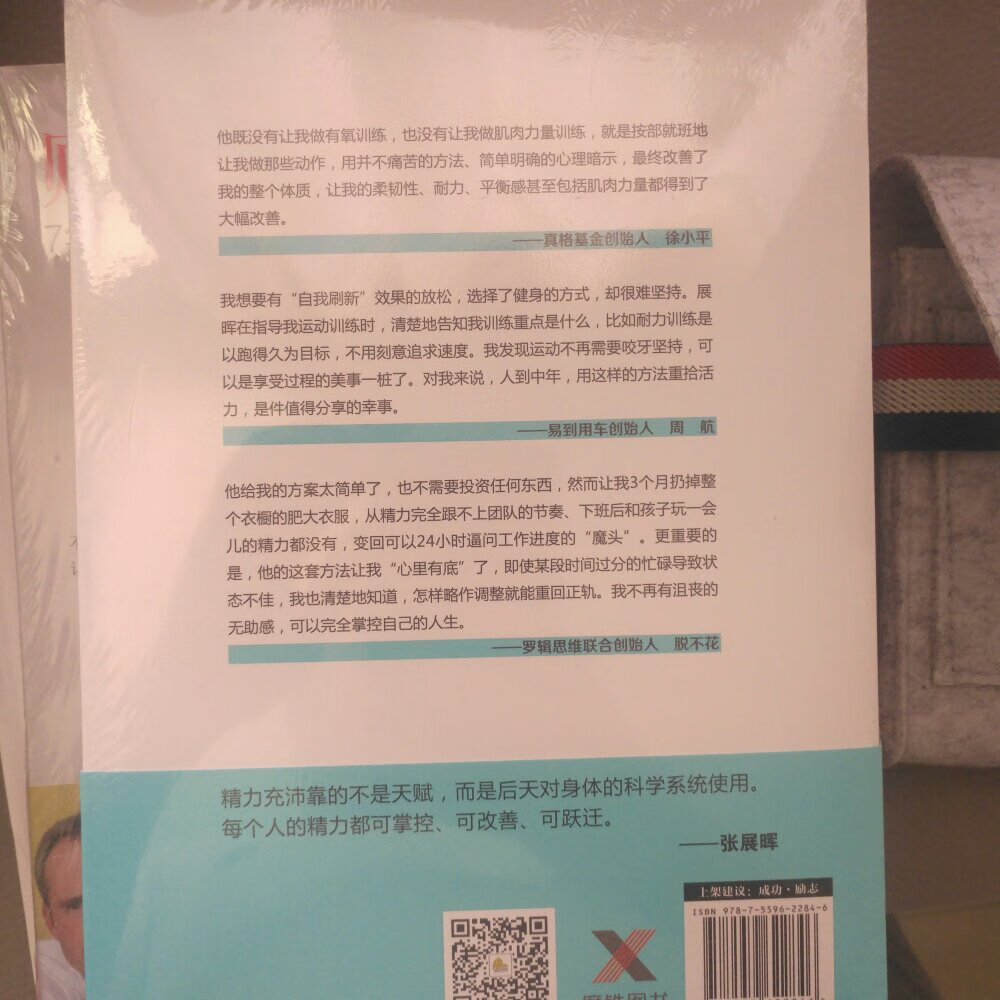 他既没有让我做有氧训练，也没有让我做肌肉力量训练，就是按部就班地
让我做那些动作，用并不痛苦的方法、简单明确的心理暗示，最终改善了
我的整个体质，让我的柔韧性、耐力、平衡感甚至包括肌肉力量都得到了
大幅改善。
——真格基金创始人 徐小平
我想要有“自我刷新”效果的放松，选择了健身的方式，却很难坚持。展
晖在指导我运动训练时，清楚地告知我训练重点是什么，比如耐力训练是
以跑得久为目标，不用刻意追求速度。我发现运动不再需要咬牙坚持，可
以是享受过程的美事一桩了。对我来说，人到中年，用这样的方法重拾活
力，是件值得分享的幸事。
——易到用车创始人 周 航
他给我的方案太简单了，也不需要投资任何东西，然而让我3个月扔掉整
个衣橱的肥大衣服，从精力完全跟不上团队的节奏、下班后和孩子玩一会
儿的精力都没有，变回可以24小时逼问工作进度的“魔头”。更重要的
是，他的这套方法让我“心里有底”了，即使某段时间过分的忙碌导致状
态不佳，我也清楚地知道，怎样略作调整就能重回正轨。我不再有沮丧的
无助感，可以完全掌控自己的人生。
——罗辑思维联合创始人 脱不花
精力充沛靠的不是天赋，而是后天对身体的科学系统使用。
每个人的精力都可掌控、可改善、可跃迁。
——张展晖
上架建议：成功·励志
ISBN 978-7-5596-2284-6